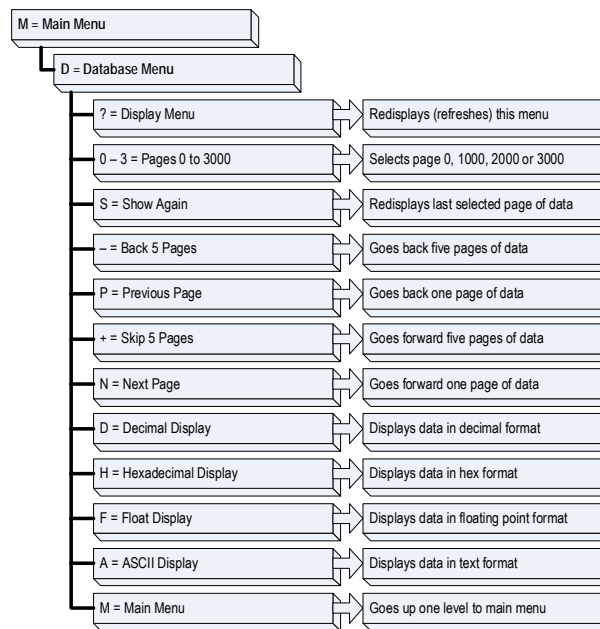 M = Main Menu
D = Database Menu
? = Display Menu
Redisplays (refreshes) this menu
0 – 3 = Pages 0 to 3000
Selects page 0, 1000, 2000 or 3000
S = Show Again
Redisplays last selected page of data
– = Back 5 Pages
Goes back five pages of data
P = Previous Page
Goes back one page of data
+ = Skip 5 Pages
Goes forward five pages of data
N = Next Page
Goes forward one page of data
D = Decimal Display
Displays data in decimal format
H = Hexadecimal Display
Displays data in hex format
F = Float Display
Displays data in floating point format
A = ASCII Display
Displays data in text format
M = Main Menu
Goes up one level to main menu